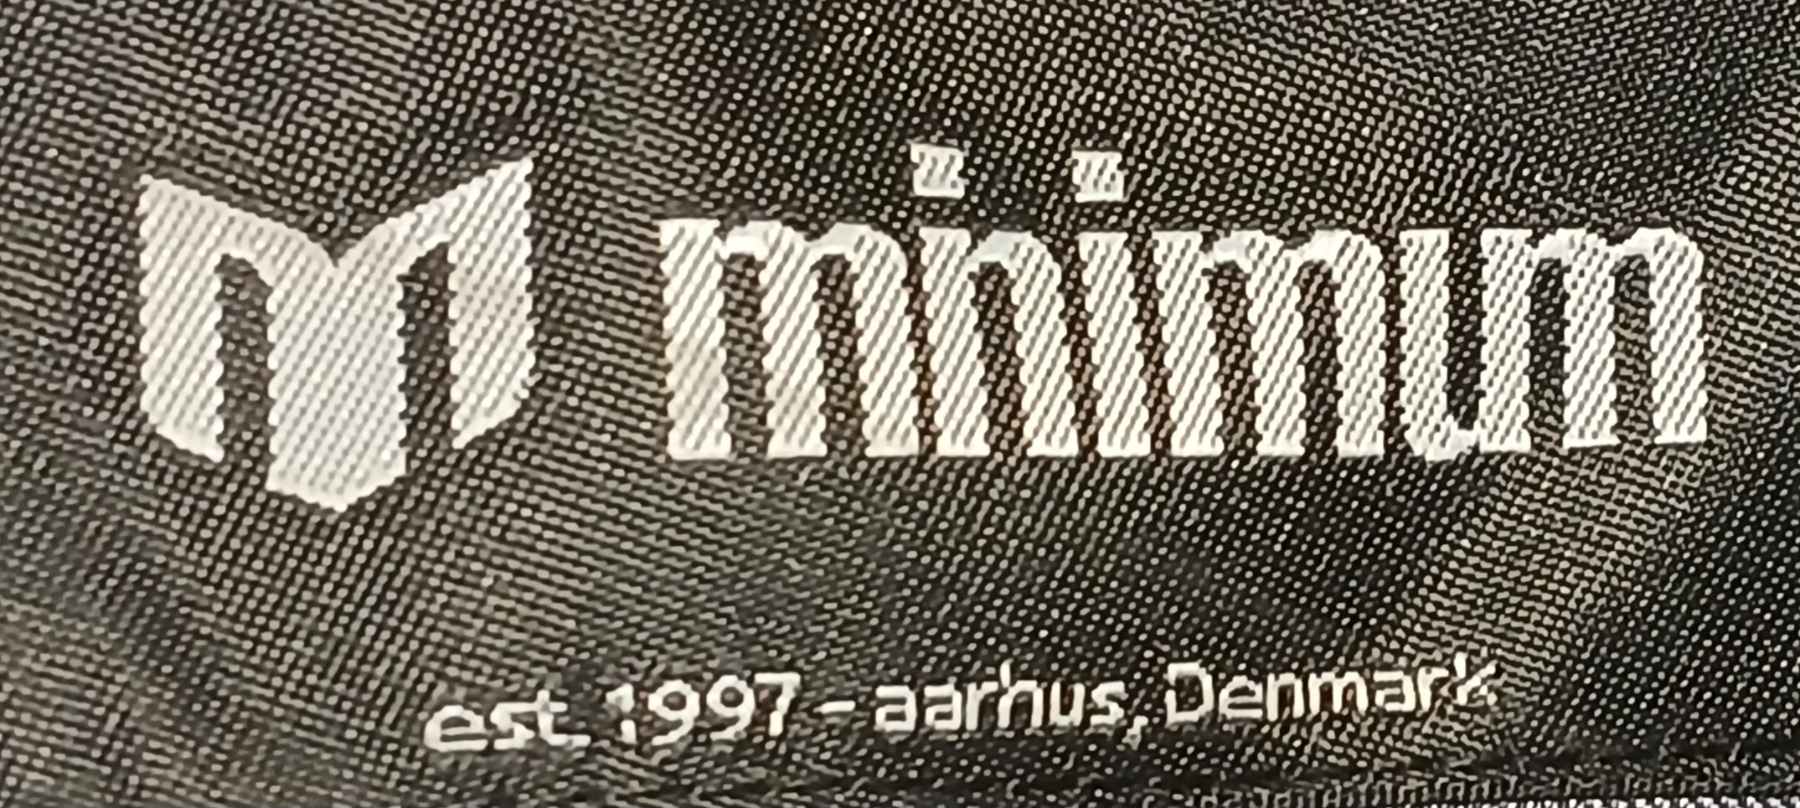 minimum
est. 1997 - aarhus, Denmark